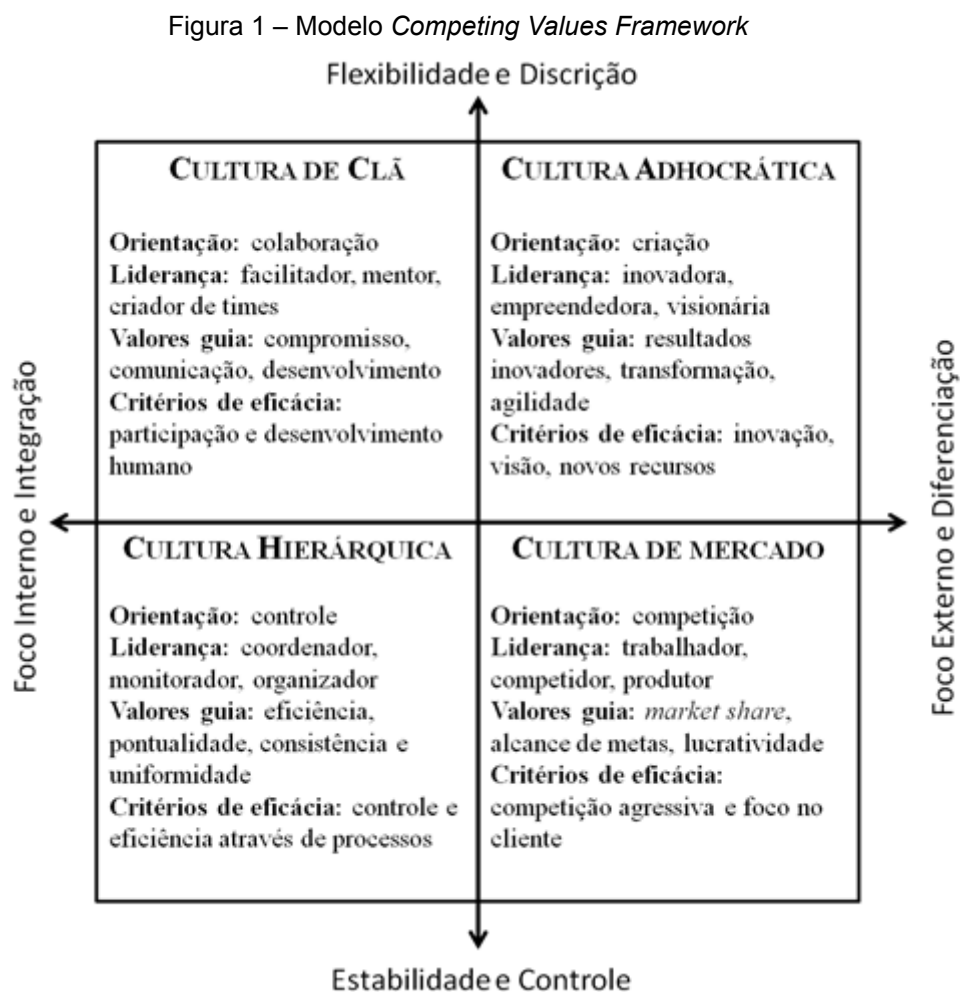 Figura 1 – Modelo Competing Values Framework
Flexibilidade e Discrição
Foco Interno e Integração
CULTURA DE CLÃ
Orientação: colaboração
Liderança: facilitador, mentor,
criador de times
Valores guia: compromisso,
comunicação, desenvolvimento
Critérios de eficácia:
participação e desenvolvimento
humano
CULTURA ADHOCRÁTICA
Orientação: criação
Liderança: inovadora,
empreendedora, visionária
Valores guia: resultados
inovadores, transformação,
agilidade
Critérios de eficácia: inovação,
visão, novos recursos
CULTURA HIERÁRQUICA
Orientação: controle
Liderança: coordenador,
monitorador, organizador
Valores guia: eficiência,
pontualidade, consistência e
uniformidade
Critérios de eficácia: controle e
eficiência através de processos
CULTURA DE MERCADO
Orientação: competição
Liderança: trabalhador,
competidor, produtor
Valores guia: market share,
alcance de metas, lucratividade
Critérios de eficácia:
competição agressiva e foco no
cliente
Foco Externo e Diferenciação
Estabilidade e Controle